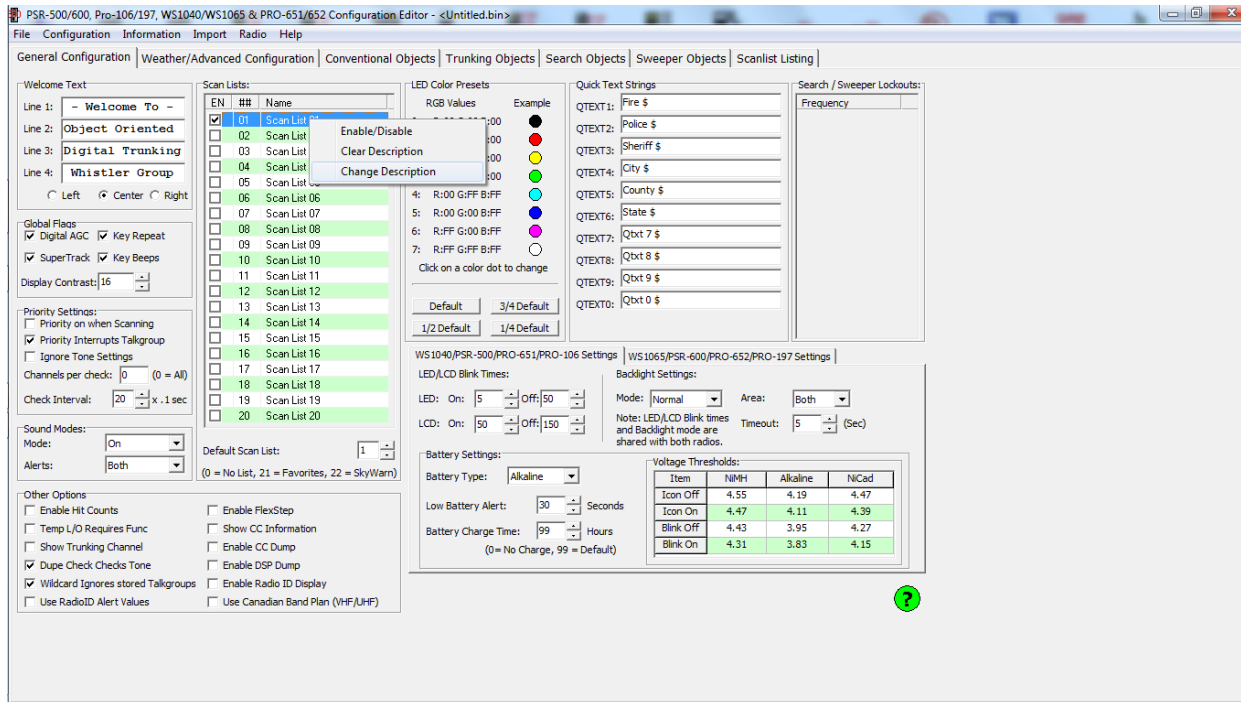 PSR-500/600, Pro-106/197, WS1040/WS1065 & PRO-651/652 Configuration Editor - <Untitled.bin>
File Configuration Information Import Radio Help
General Configuration Weather/Advanced Configuration Conventional Objects Trunking Objects Search Objects Sweeper Objects Scanlist Listing
Welcome Text
Line 1: - Welcome To -
Line 2: Object Oriented
Line 3: Digital Trunking
Line 4: Whistler Group
Left Center Right
Global Flags
Digital AGC Key Repeat
SuperTrack Key Beeps
Display Contrast: 16
Priority Settings:
Priority on when Scanning
Priority Interrupts Talkgroup
Ignore Tone Settings
Channels per check: 0 (0 = All)
Check Interval: 20 x .1 sec
Sound Modes:
Mode: On
Alerts: Both
Scan Lists:
EN ## Name
01 Scan List
02 Scan List
03 Scan List
04 Scan List
05 Scan List
06 Scan List 06
07 Scan List 07
08 Scan List 08
09 Scan List 09
10 Scan List 10
11 Scan List 11
12 Scan List 12
13 Scan List 13
14 Scan List 14
15 Scan List 15
16 Scan List 16
17 Scan List 17
18 Scan List 18
19 Scan List 19
20 Scan List 20
Default Scan List: 1
(0 = No List, 21 = Favorites, 22 = SkyWarn)
Enable/Disable
Clear Description
Change Description
LED Color Presets
RGB Values Example
:00
:00
:00
:00
4: R:00 G:FF B:FF
5: R:00 G:00 B:FF
6: R:FF G:00 B:FF
7: R:FF G:FF B:FF
Click on a color dot to change
Default 3/4 Default
1/2 Default 1/4 Default
Quick Text Strings
QTEXT1: Fire $
QTEXT2: Police $
QTEXT3: Sheriff $
QTEXT4: City $
QTEXT5: County $
QTEXT6: State $
QTEXT7: Qtxt 7 $
QTEXT8: Qtxt 8 $
QTEXT9: Qtxt 9 $
QTEXT0: Qtxt 0 $
Search / Sweeper Lockouts:
Frequency
WS1040/PSR-500/PRO-651/PRO-106 Settings WS1065/PSR-600/PRO-652/PRO-197 Settings
LED/LCD Blink Times:
LED: On: 5 Off: 50
LCD: On: 50 Off: 150
Backlight Settings:
Mode: Normal Area: Both
Note: LED/LCD Blink times
and Backlight mode are
shared with both radios.
Timeout: 5 (Sec)
Battery Settings:
Battery Type: Alkaline
Low Battery Alert: 30 Seconds
Battery Charge Time: 99 Hours
(0= No Charge, 99 = Default)
Voltage Thresholds:
Item NiMH Alkaline NiCad
Icon Off 4.55 4.19 4.47
Icon On 4.47 4.11 4.39
Blink Off 4.43 3.95 4.27
Blink On 4.31 3.83 4.15
Other Options
Enable Hit Counts Enable FlexStep
Temp L/O Requires Func Show CC Information
Show Trunking Channel Enable CC Dump
Dupe Check Checks Tone Enable DSP Dump
Wildcard Ignores stored Talkgroups Enable Radio ID Display
Use RadioID Alert Values Use Canadian Band Plan (VHF/UHF)
?